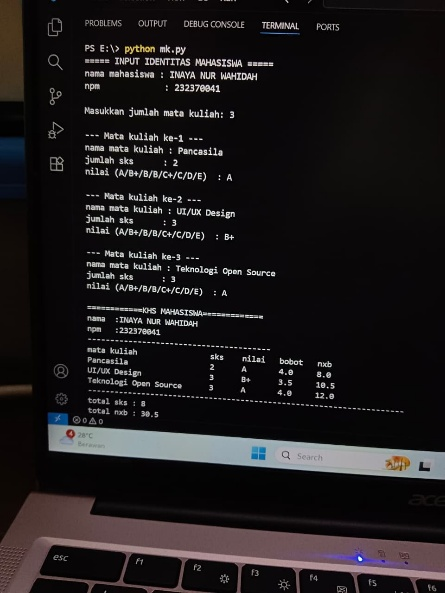 PROBLEMS OUTPUT DEBUG CONSOLE TERMINAL PORTS
PS E:\> python mk.py
===== INPUT IDENTITAS MAHASISWA =====
nama mahasiswa : INAYA NUR WAHIDAH
npm : 232370041
Masukkan jumlah mata kuliah: 3
--- Mata kuliah ke-1 ---
nama mata kuliah : Pancasila
jumlah sks : 2
nilai (A/B+/B/B/C+/C/D/E) : A
--- Mata kuliah ke-2 ---
nama mata kuliah : UI/UX Design
jumlah sks : 3
nilai (A/B+/B/B/C+/C/D/E) : B+
--- Mata kuliah ke-3 ---
nama mata kuliah : Teknologi Open Source
jumlah sks : 3
nilai (A/B+/B/B/C+/C/D/E) : A
============KHS MAHASISWA=============
nama :INAYA NUR WAHIDAH
npm :232370041
mata kuliah sks nilai bobot nxb
Pancasila 2 A 4.0 8.0
UI/UX Design 3 B+ 3.5 10.5
Teknologi Open Source 3 A 4.0 12.0
total sks : 8
total nxb : 30.5
0 0
4
28°C
Berawan
Search
acer
esc f1 f2 f3 f4 f5 f6